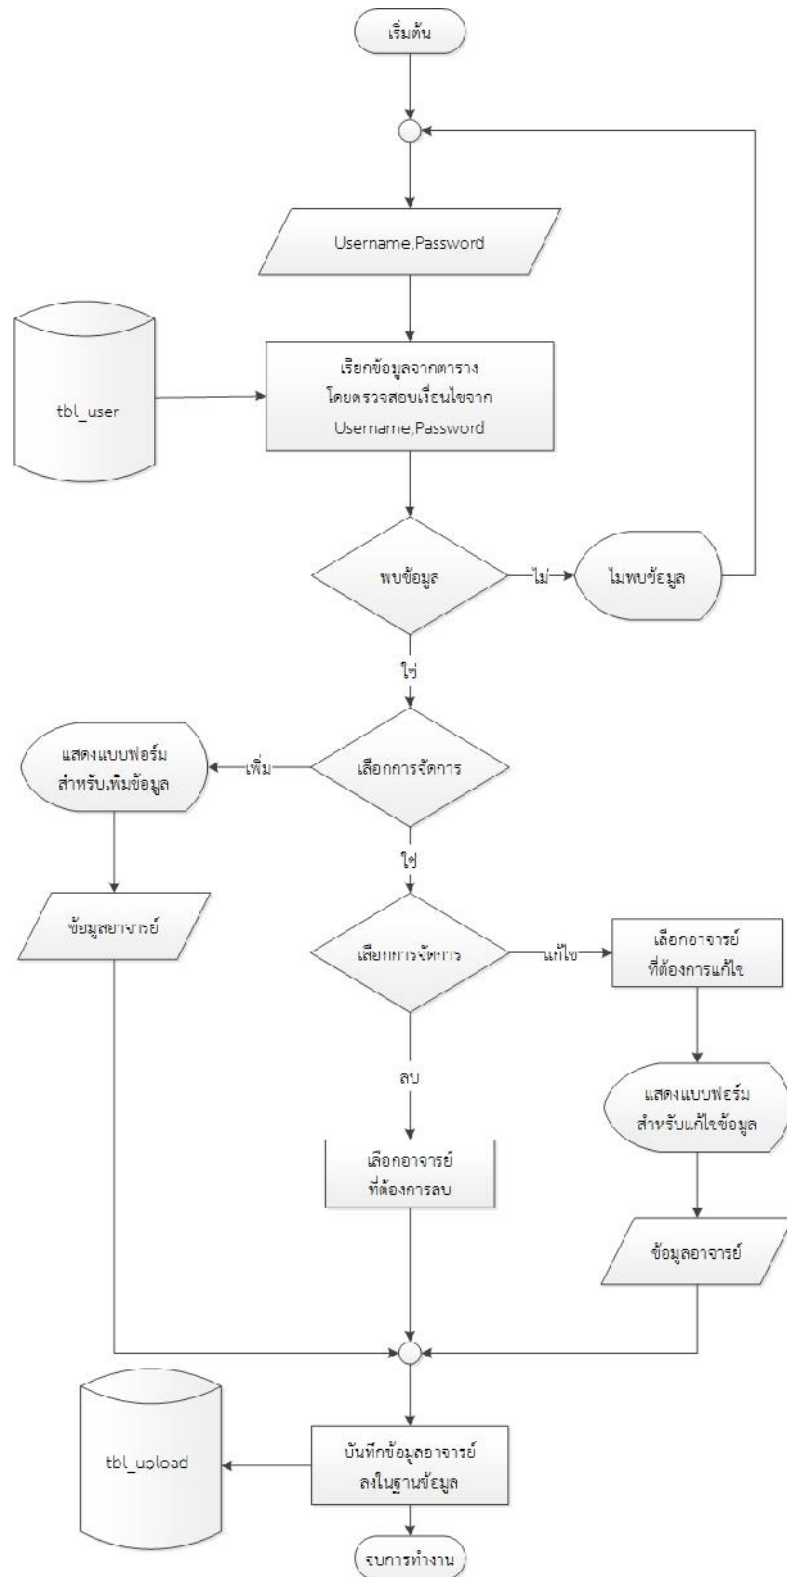 เริ่มต้น
Username,Password
tbl_user
เรียกข้อมูลจากตาราง
โดยตรวจสอบเงื่อนไขจาก
Username,Password
พบข้อมูล
ไม่
ไม่พบข้อมูล
ใช่
แสดงแบบฟอร์ม
สำหรับเพิ่มข้อมูล
เพิ่ม
เลือกการจัดการ
ใช่
ข้อมูลอาจารย์
เลือกการจัดการ
แก้ไข
เลือกอาจารย์
ที่ต้องการแก้ไข
ลบ
แสดงแบบฟอร์ม
สำหรับแก้ไขข้อมูล
เลือกอาจารย์
ที่ต้องการลบ
ข้อมูลอาจารย์
tbl_upload
บันทึกข้อมูลอาจารย์
ลงในฐานข้อมูล
จบการทำงาน